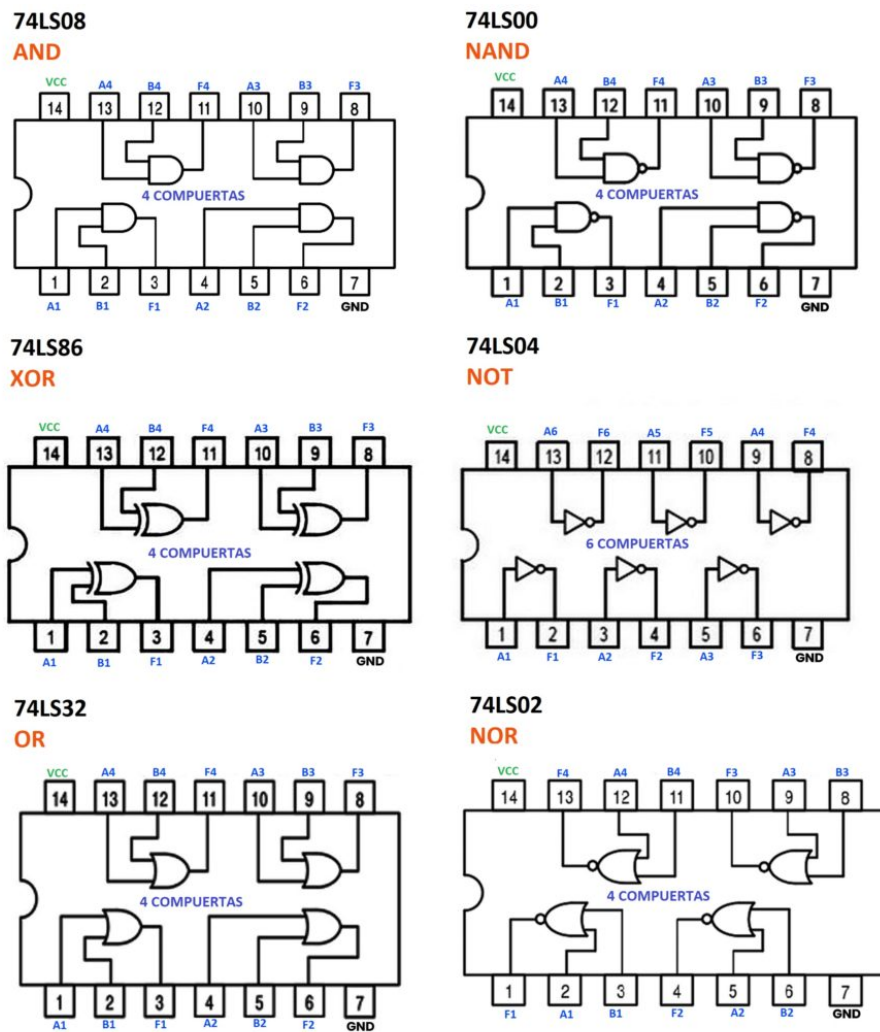 74LS08
AND
VCC A4 B4 F4 A3 B3 F3
14 13 12 11 10 9 8
4 COMPUERTAS
1 2 3 4 5 6 7
A1 B1 F1 A2 B2 F2 GND
74LS00
NAND
VCC A4 B4 F4 A3 B3 F3
14 13 12 11 10 9 8
4 COMPUERTAS
1 2 3 4 5 6 7
A1 B1 F1 A2 B2 F2 GND
74LS86
XOR
VCC A4 B4 F4 A3 B3 F3
14 13 12 11 10 9 8
4 COMPUERTAS
1 2 3 4 5 6 7
A1 B1 F1 A2 B2 F2 GND
74LS04
NOT
VCC A6 F6 A5 F5 A4 F4
14 13 12 11 10 9 8
6 COMPUERTAS
1 2 3 4 5 6 7
A1 F1 A2 F2 A3 F3 GND
74LS32
OR
VCC A4 B4 F4 A3 B3 F3
14 13 12 11 10 9 8
4 COMPUERTAS
1 2 3 4 5 6 7
A1 B1 F1 A2 B2 F2 GND
74LS02
NOR
VCC F4 A4 B4 F3 A3 B3
14 13 12 11 10 9 8
4 COMPUERTAS
1 2 3 4 5 6 7
F1 A1 B1 F2 A2 B2 GND